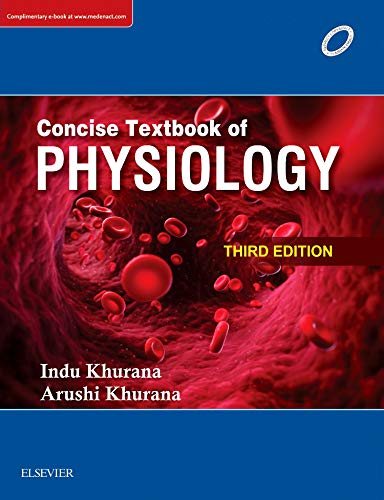 Complimentary e-book at www.medenact.com
Concise Textbook of
PHYSIOLOGY
THIRD EDITION
Indu Khurana
Arushi Khurana
ELSEVIER